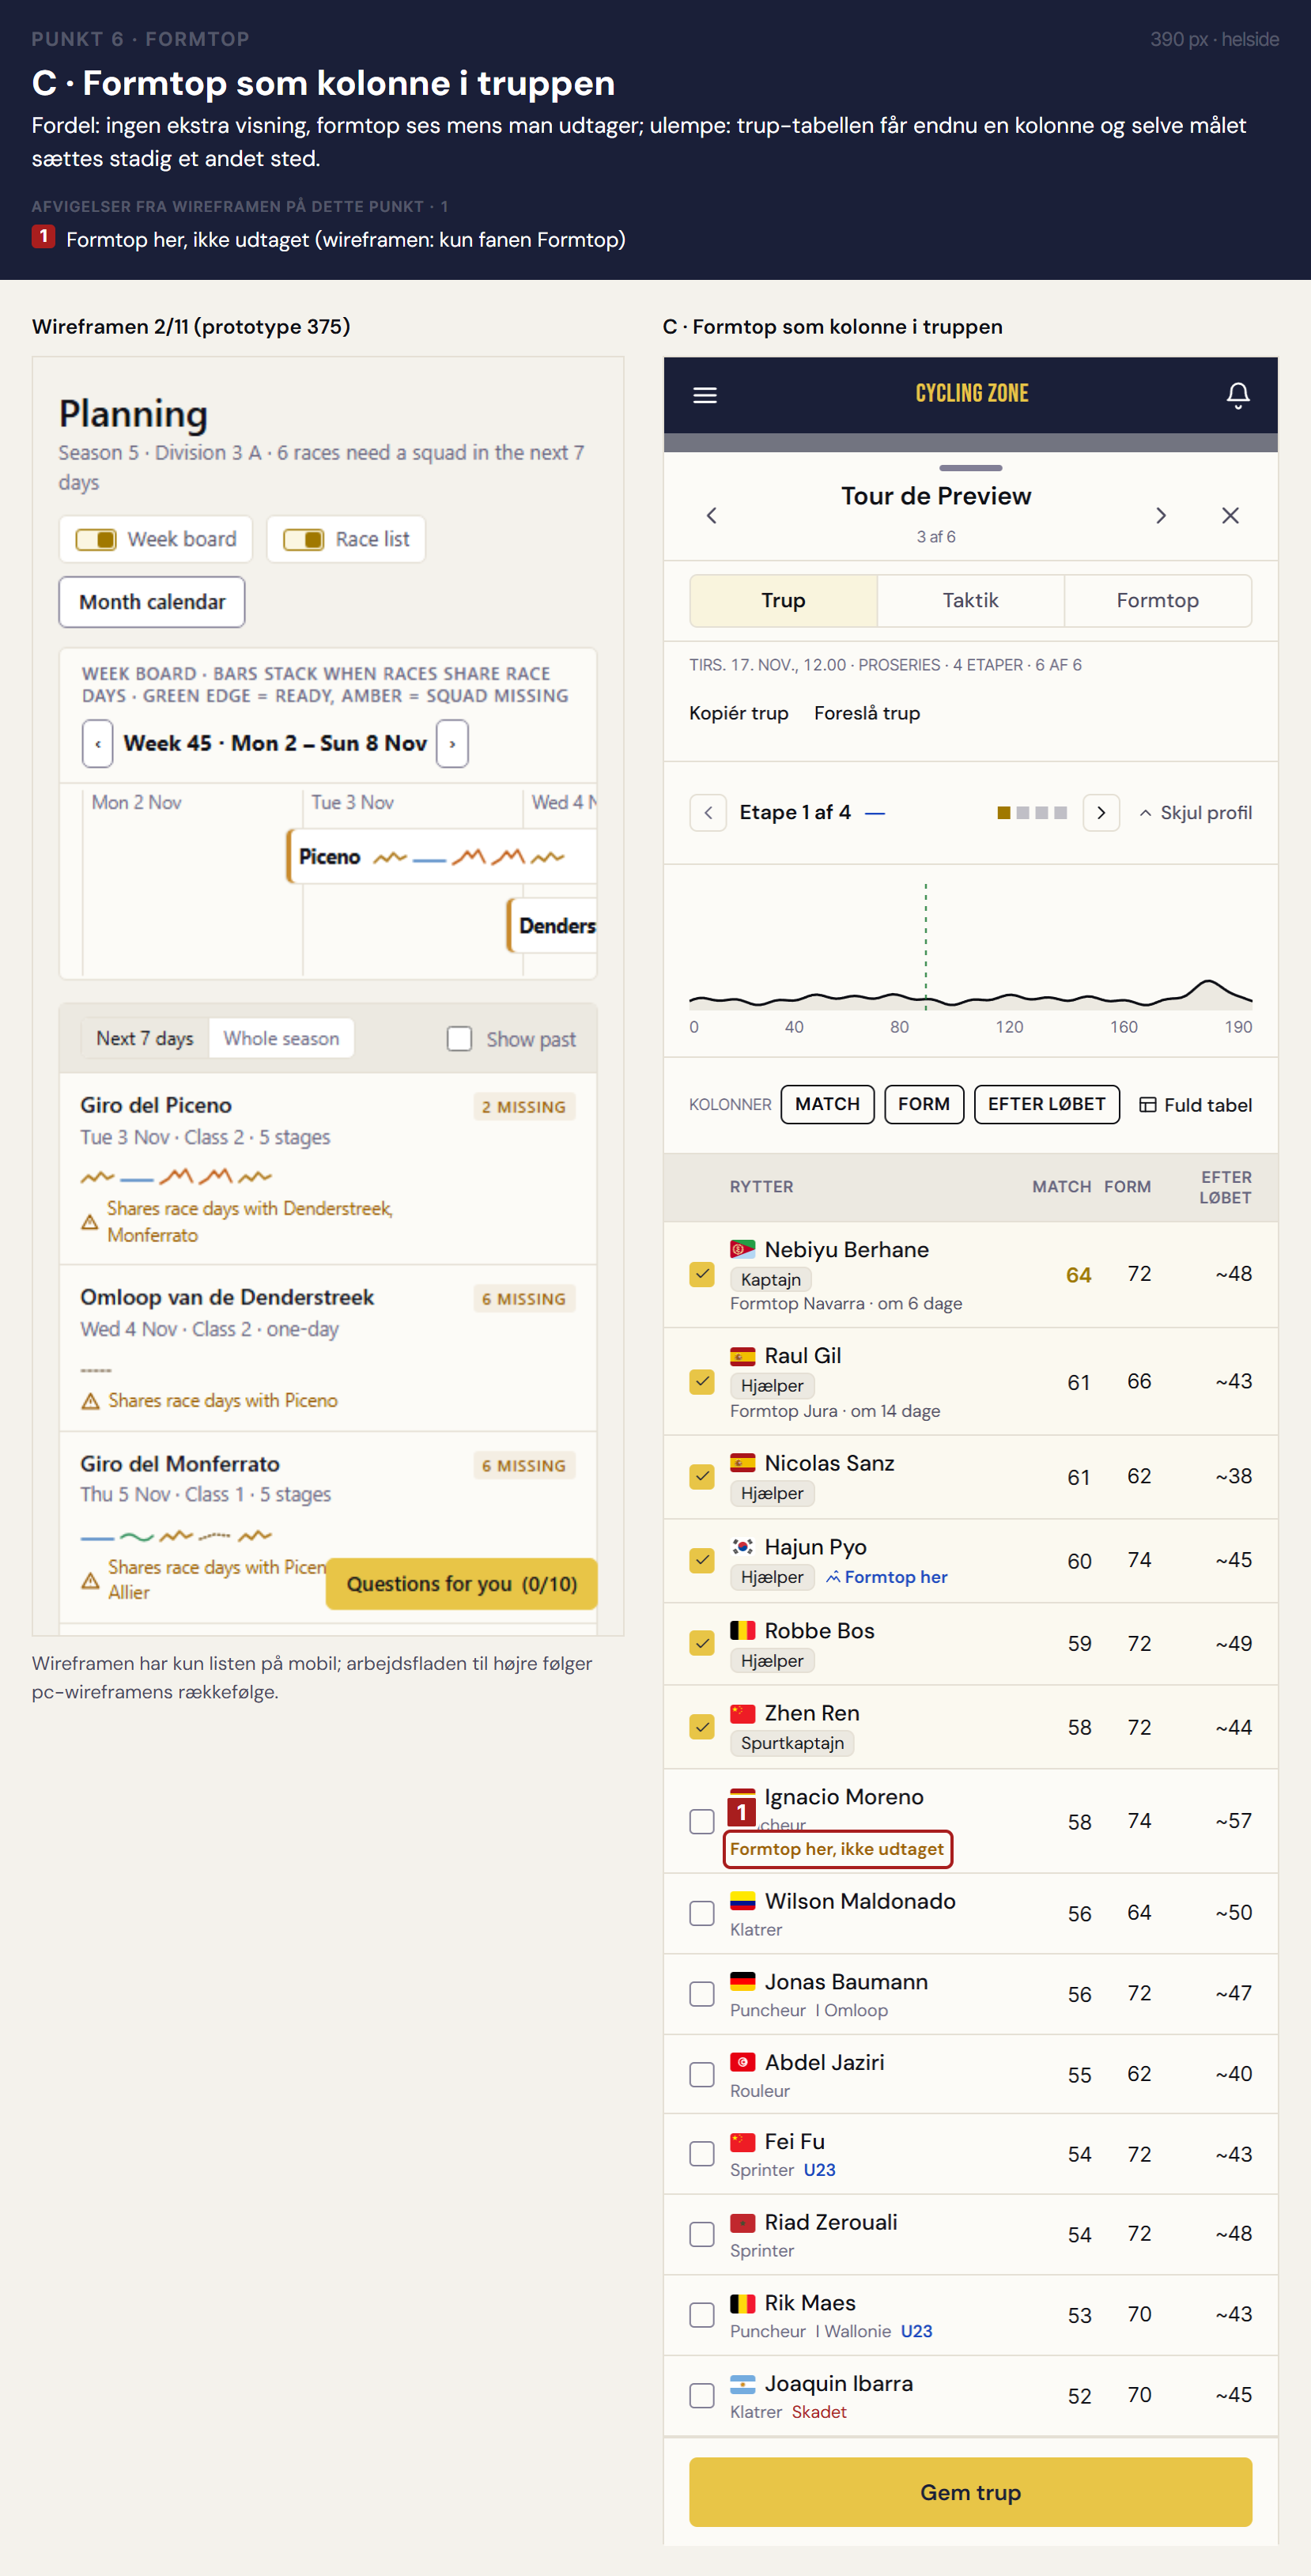 PUNKT 6 · FORMTOP
390 px · helside
C · Formtop som kolonne i truppen
Fordel: ingen ekstra visning, formtop ses mens man udtager; ulempe: trup-tabellen får endnu en kolonne og selve målet
sættes stadig et andet sted.
AFVIGELSER FRA WIREFRAMEN PÅ DETTE PUNKT · 1
1 Formtop her, ikke udtaget (wireframen: kun fanen Formtop)
Wireframen 2/11 (prototype 375)
Planning
Season 5 · Division 3 A · 6 races need a squad in the next 7
days
Week board
Race list
Month calendar
WEEK BOARD · BARS STACK WHEN RACES SHARE RACE
DAYS · GREEN EDGE = READY, AMBER = SQUAD MISSING
‹ Week 45 · Mon 2 – Sun 8 Nov ›
Mon 2 Nov Tue 3 Nov Wed 4 N
Piceno
Denders
Next 7 days Whole season Show past
Giro del Piceno 2 MISSING
Tue 3 Nov · Class 2 · 5 stages
Shares race days with Denderstreek,
Monferrato
Omloop van de Denderstreek 6 MISSING
Wed 4 Nov · Class 2 · one-day
Shares race days with Piceno
Giro del Monferrato 6 MISSING
Thu 5 Nov · Class 1 · 5 stages
Shares race days with Picen
Allier
Questions for you (0/10)
Wireframen har kun listen på mobil; arbejdsfladen til højre følger
pc-wireframens rækkefølge.
C · Formtop som kolonne i truppen
CYCLING ZONE
Tour de Preview
3 af 6
Trup Taktik Formtop
TIRS. 17. NOV., 12.00 · PROSERIES · 4 ETAPER · 6 AF 6
Kopiér trup Foreslå trup
Etape 1 af 4
Skjul profil
0 40 80 120 160 190
KOLONNER MATCH FORM EFTER LØBET Fuld tabel
RYTTER MATCH FORM EFTER
LØBET
Nebiyu Berhane
Kaptajn 64 72 ~48
Formtop Navarra · om 6 dage
Raul Gil
Hjælper 61 66 ~43
Formtop Jura · om 14 dage
Nicolas Sanz
Hjælper 61 62 ~38
Hajun Pyo
Hjælper Formtop her 60 74 ~45
Robbe Bos
Hjælper 59 72 ~49
Zhen Ren
Spurtkaptajn 58 72 ~44
Ignacio Moreno
1 cheur 58 74 ~57
Formtop her, ikke udtaget
Wilson Maldonado
Klatrer 56 64 ~50
Jonas Baumann
Puncheur I Omloop 56 72 ~47
Abdel Jaziri
Rouleur 55 62 ~40
Fei Fu
Sprinter U23 54 72 ~43
Riad Zerouali
Sprinter 54 72 ~48
Rik Maes
Puncheur I Wallonie U23 53 70 ~43
Joaquin Ibarra
Klatrer Skadet 52 70 ~45
Gem trup